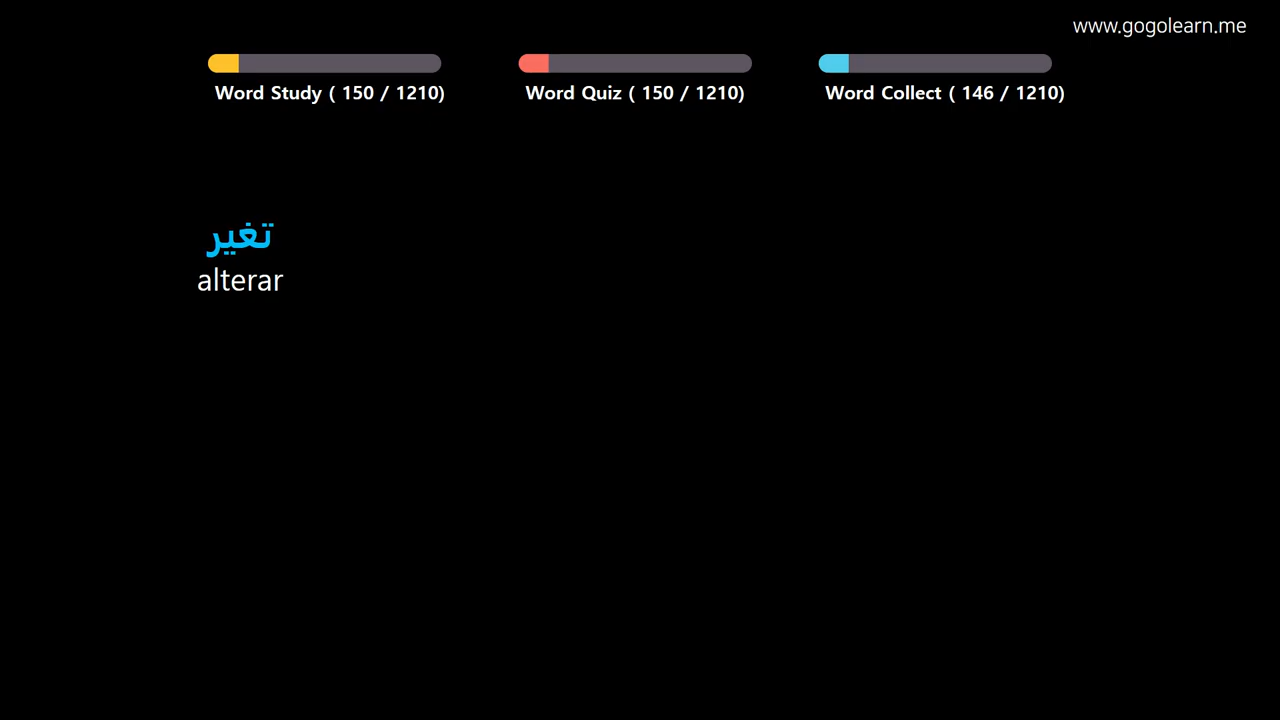 www.gogolearn.me
Word Study ( 150 / 1210)
Word Quiz ( 150 / 1210)
Word Collect ( 146 / 1210)
تغير
alterar